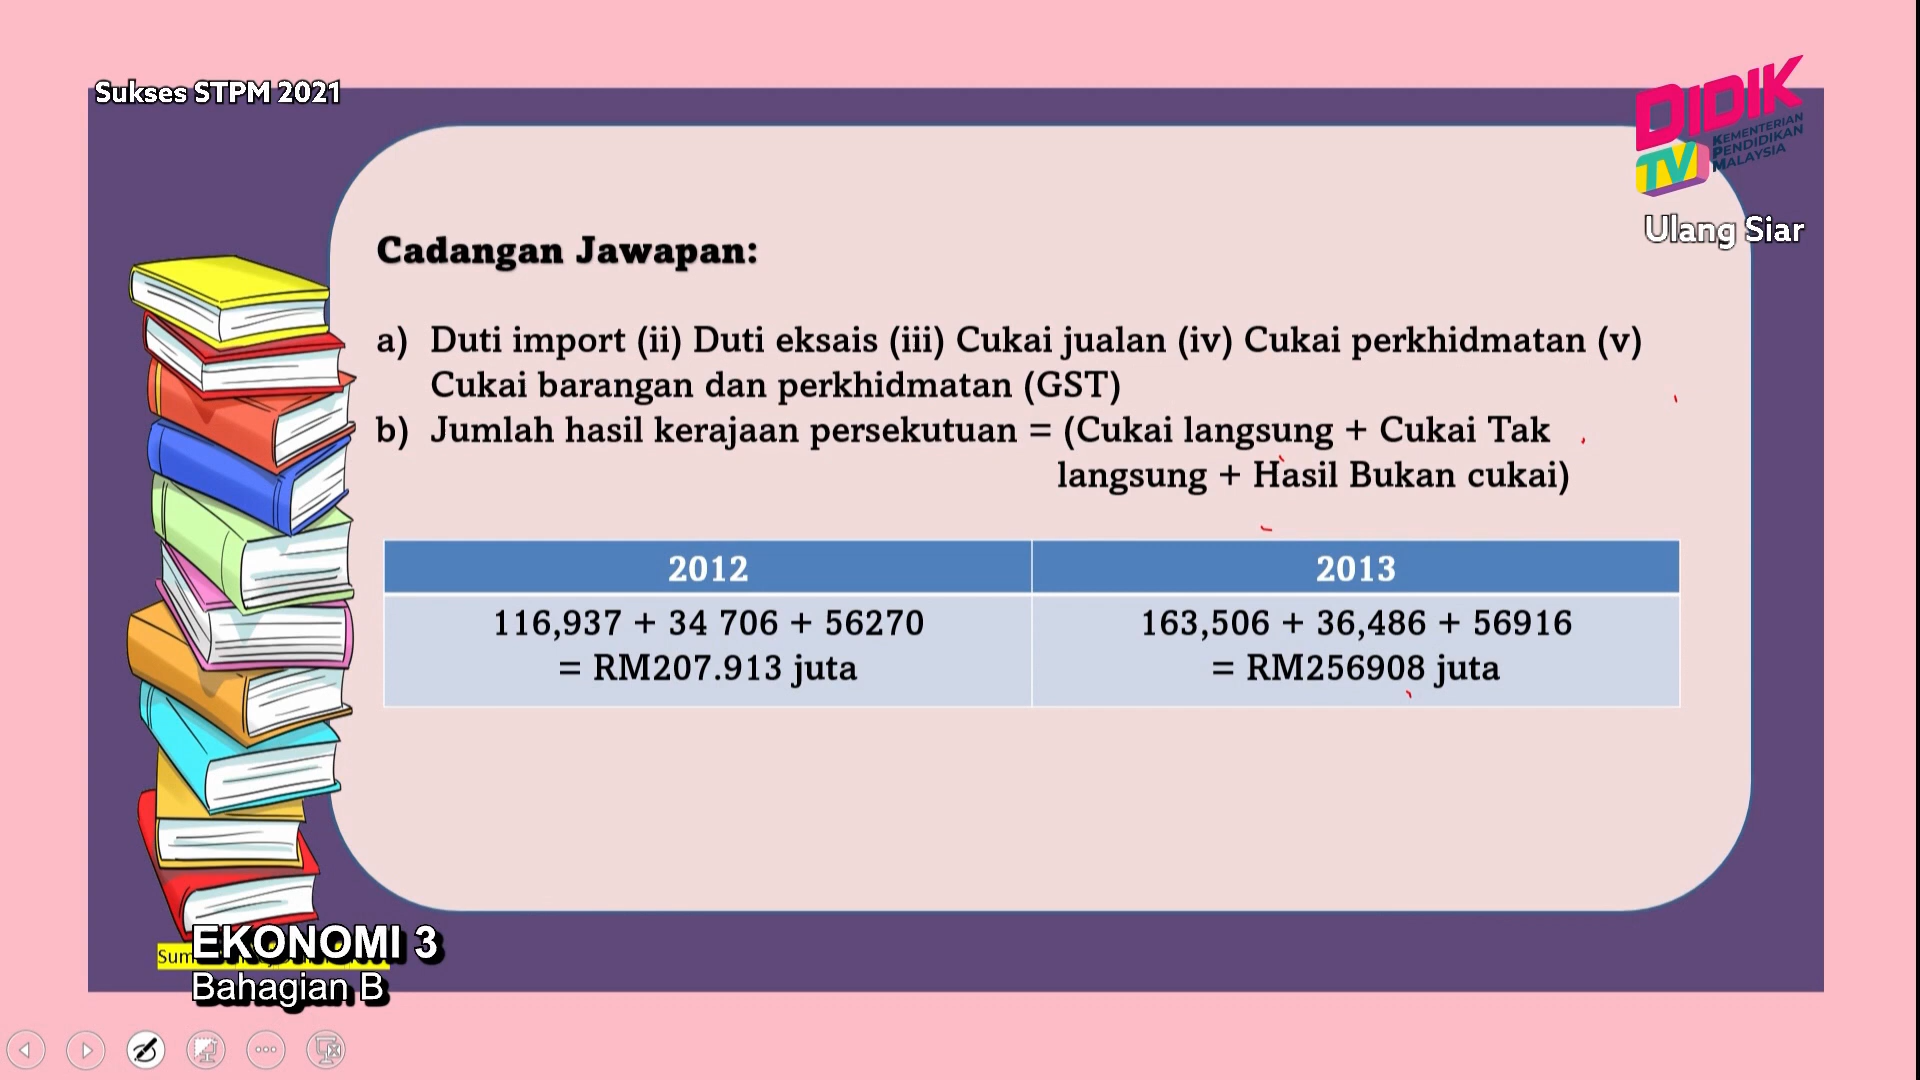 Sukses STPM 2021
DIDIK
TV
KEMENTERIAN
PENDIDIKAN
MALAYSIA
Ulang Siar
Cadangan Jawapan:
a) Duti import (ii) Duti eksais (iii) Cukai jualan (iv) Cukai perkhidmatan (v)
Cukai barangan dan perkhidmatan (GST)
b) Jumlah hasil kerajaan persekutuan = (Cukai langsung + Cukai Tak
langsung + Hasil Bukan cukai)
2012 2013
116,937 + 34 706 + 56270 163,506 + 36,486 + 56916
= RM207.913 juta = RM256908 juta
EKONOMI 3
Bahagian B